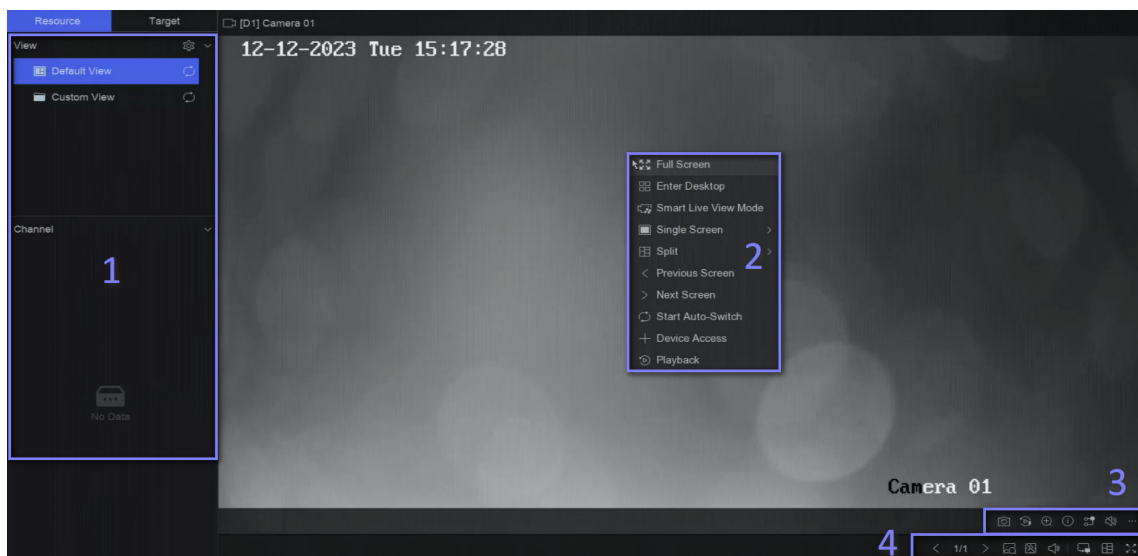 Resource Target [D1] Camera 01
View
12-12-2023 Tue 15:17:28
Default View
Custom View
Channel
1
No Data
Full Screen
Enter Desktop
Smart Live View Mode
Single Screen
Split
2
Previous Screen
Next Screen
Start Auto-Switch
Device Access
Playback
Camera 01
3
4
1/1